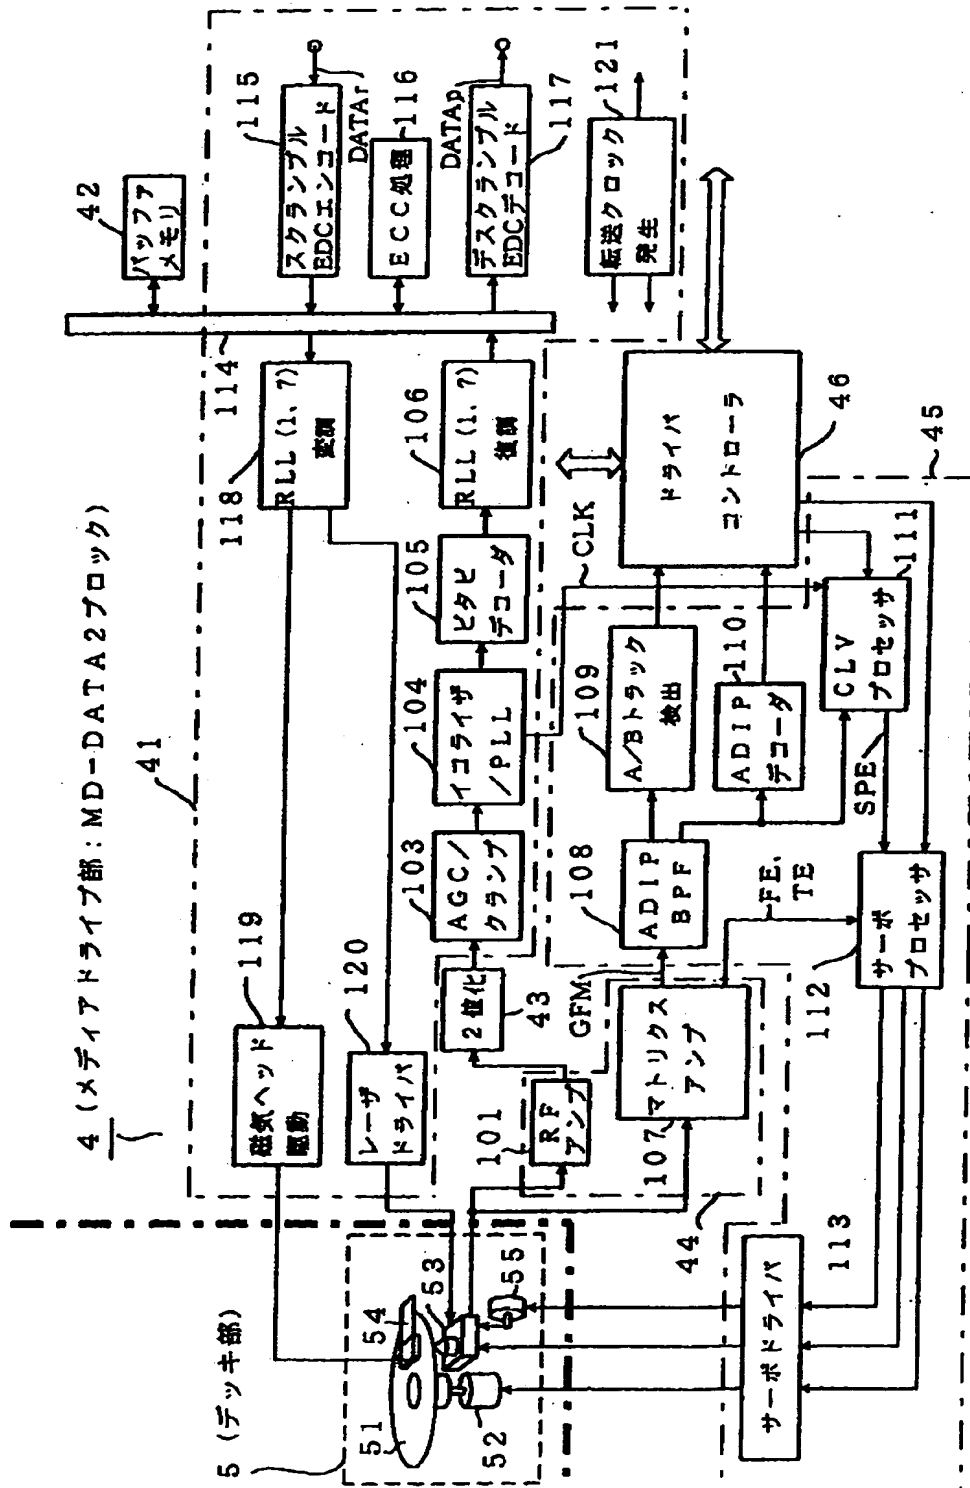 4 (メディアドライブ部:MD-DATA2ブロック)
5 (デッキ部)
41
119
磁気ヘッド
駆動
118
RLL(1、7)
変調
114
42
バッファ
メモリ
115
スクランブル
EDCエンコード
DATAr
120
レーザ
ドライバ
ECC処理
116
43
2値化
103
AGC/
クランプ
104
イコライザ
/PLL
105
ビタビ
デコーダ
106
RLL(1、7)
復調
DATAp
デスクランブル
EDCデコード
117
51
54
53
52
55
101
RF
アンプ
CLK
転送クロック
発生
121
107
マトリクス
アンプ
44
GFM
108
ADIP
BPF
109
A/Bトラック
検出
110
ADIP
デコーダ
ドライバ
コントローラ
46
FE、
TE
SPE
CLV
プロセッサ
111
45
サーボドライバ
113
112
サーボ
プロセッサ